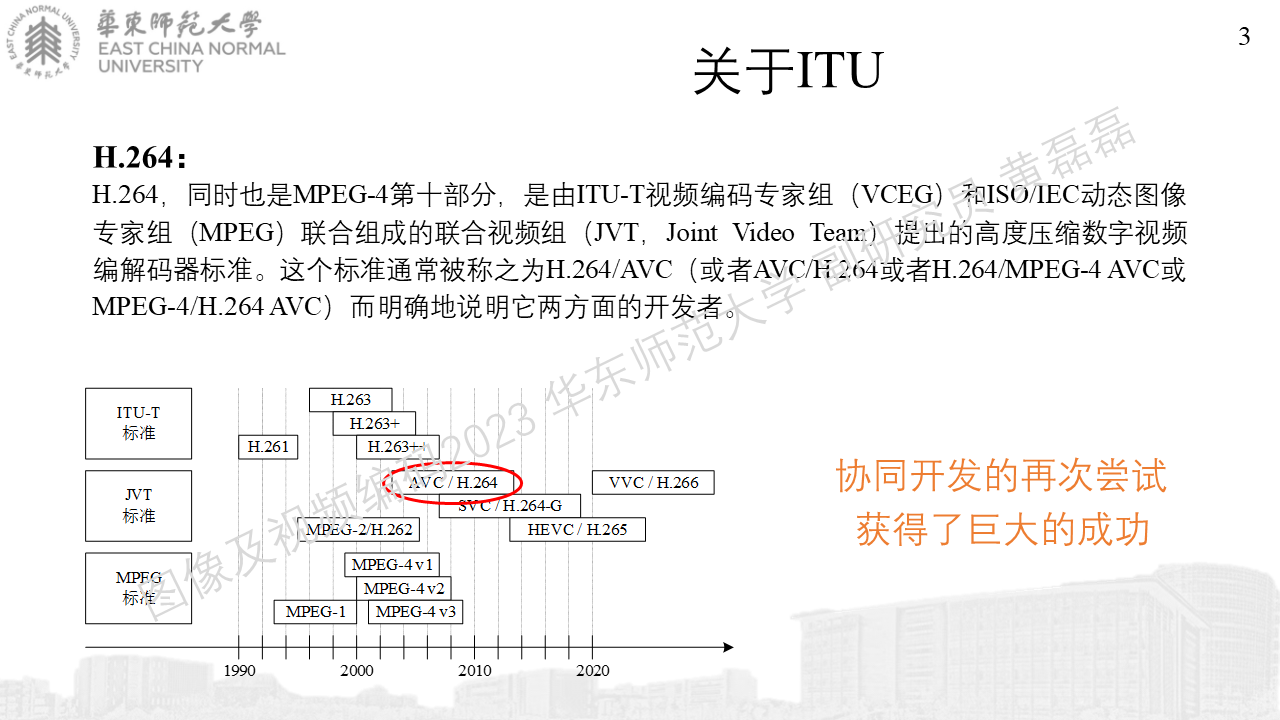 EAST CHINA NORMAL UNIVERSITY
華東師範大學
華東師範大學
EAST CHINA NORMAL
UNIVERSITY
3
关于ITU
H.264：
H.264，同时也是MPEG-4第十部分，是由ITU-T视频编码专家组（VCEG）和ISO/IEC动态图像
专家组（MPEG）联合组成的联合视频组（JVT，Joint Video Team）提出的高度压缩数字视频
编解码器标准。这个标准通常被称之为H.264/AVC（或者AVC/H.264或者H.264/MPEG-4 AVC或
MPEG-4/H.264 AVC）而明确地说明它两方面的开发者。
图像及视频编码2023 华东师范大学 副研究员 黄磊磊
ITU-T
标准
H.263
H.263+
H.261
H.263++
JVT
标准
AVC / H.264
VVC / H.266
SVC / H.264-G
MPEG-2/H.262
HEVC / H.265
MPEG
标准
MPEG-4 v1
MPEG-4 v2
MPEG-1
MPEG-4 v3
1990
2000
2010
2020
协同开发的再次尝试
获得了巨大的成功